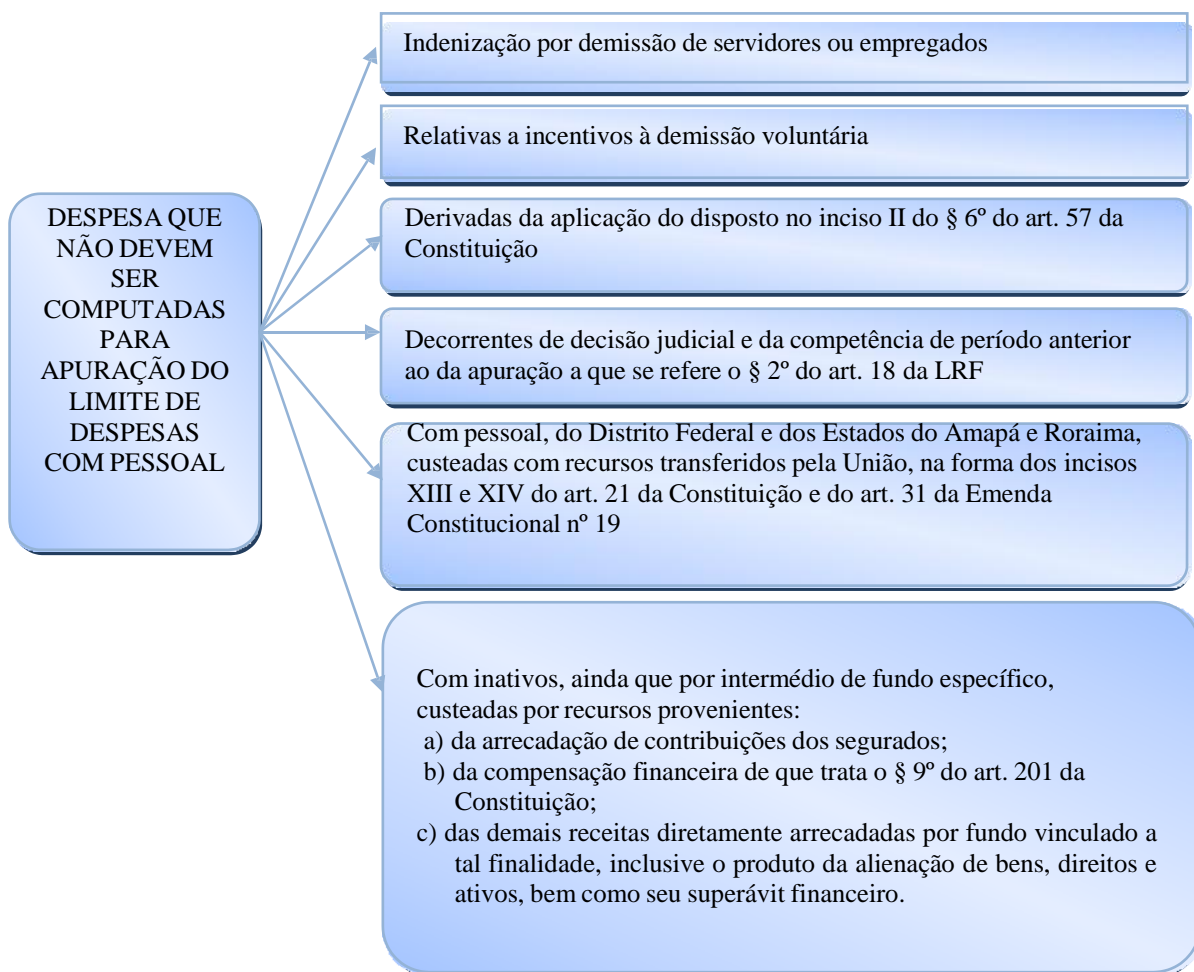 DESPESA QUE
NÃO DEVEM
SER
COMPUTADAS
PARA
APURAÇÃO DO
LIMITE DE
DESPESAS
COM PESSOAL
Indenização por demissão de servidores ou empregados
Relativas a incentivos à demissão voluntária
Derivadas da aplicação do disposto no inciso II do § 6º do art. 57 da
Constituição
Decorrentes de decisão judicial e da competência de período anterior
ao da apuração a que se refere o § 2º do art. 18 da LRF
Com pessoal, do Distrito Federal e dos Estados do Amapá e Roraima,
custeadas com recursos transferidos pela União, na forma dos incisos
XIII e XIV do art. 21 da Constituição e do art. 31 da Emenda
Constitucional nº 19
Com inativos, ainda que por intermédio de fundo específico,
custeadas por recursos provenientes:
a) da arrecadação de contribuições dos segurados;
b) da compensação financeira de que trata o § 9º do art. 201 da
Constituição;
c) das demais receitas diretamente arrecadadas por fundo vinculado a
tal finalidade, inclusive o produto da alienação de bens, direitos e
ativos, bem como seu superávit financeiro.